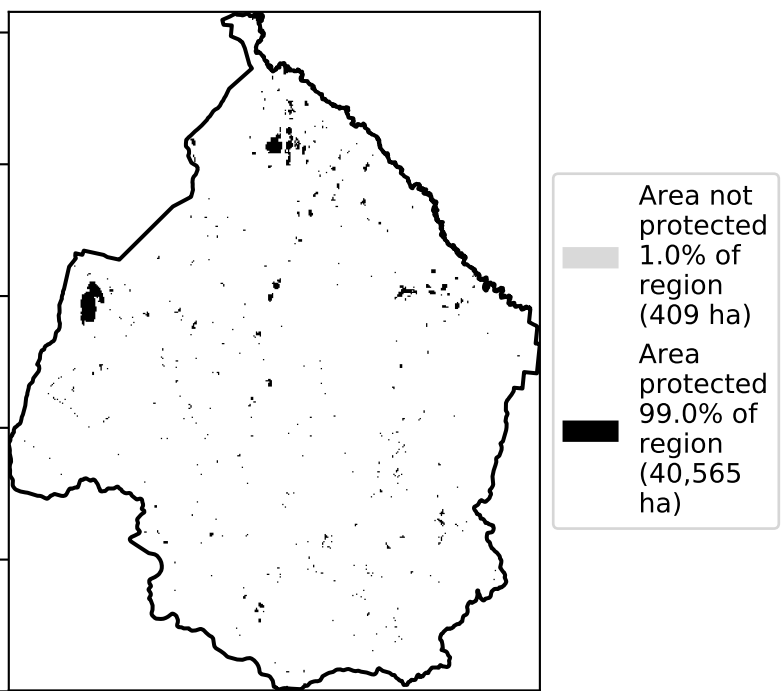 Area not
protected
1.0% of
region
(409 ha)
Area
protected
99.0% of
region
(40,565
ha)